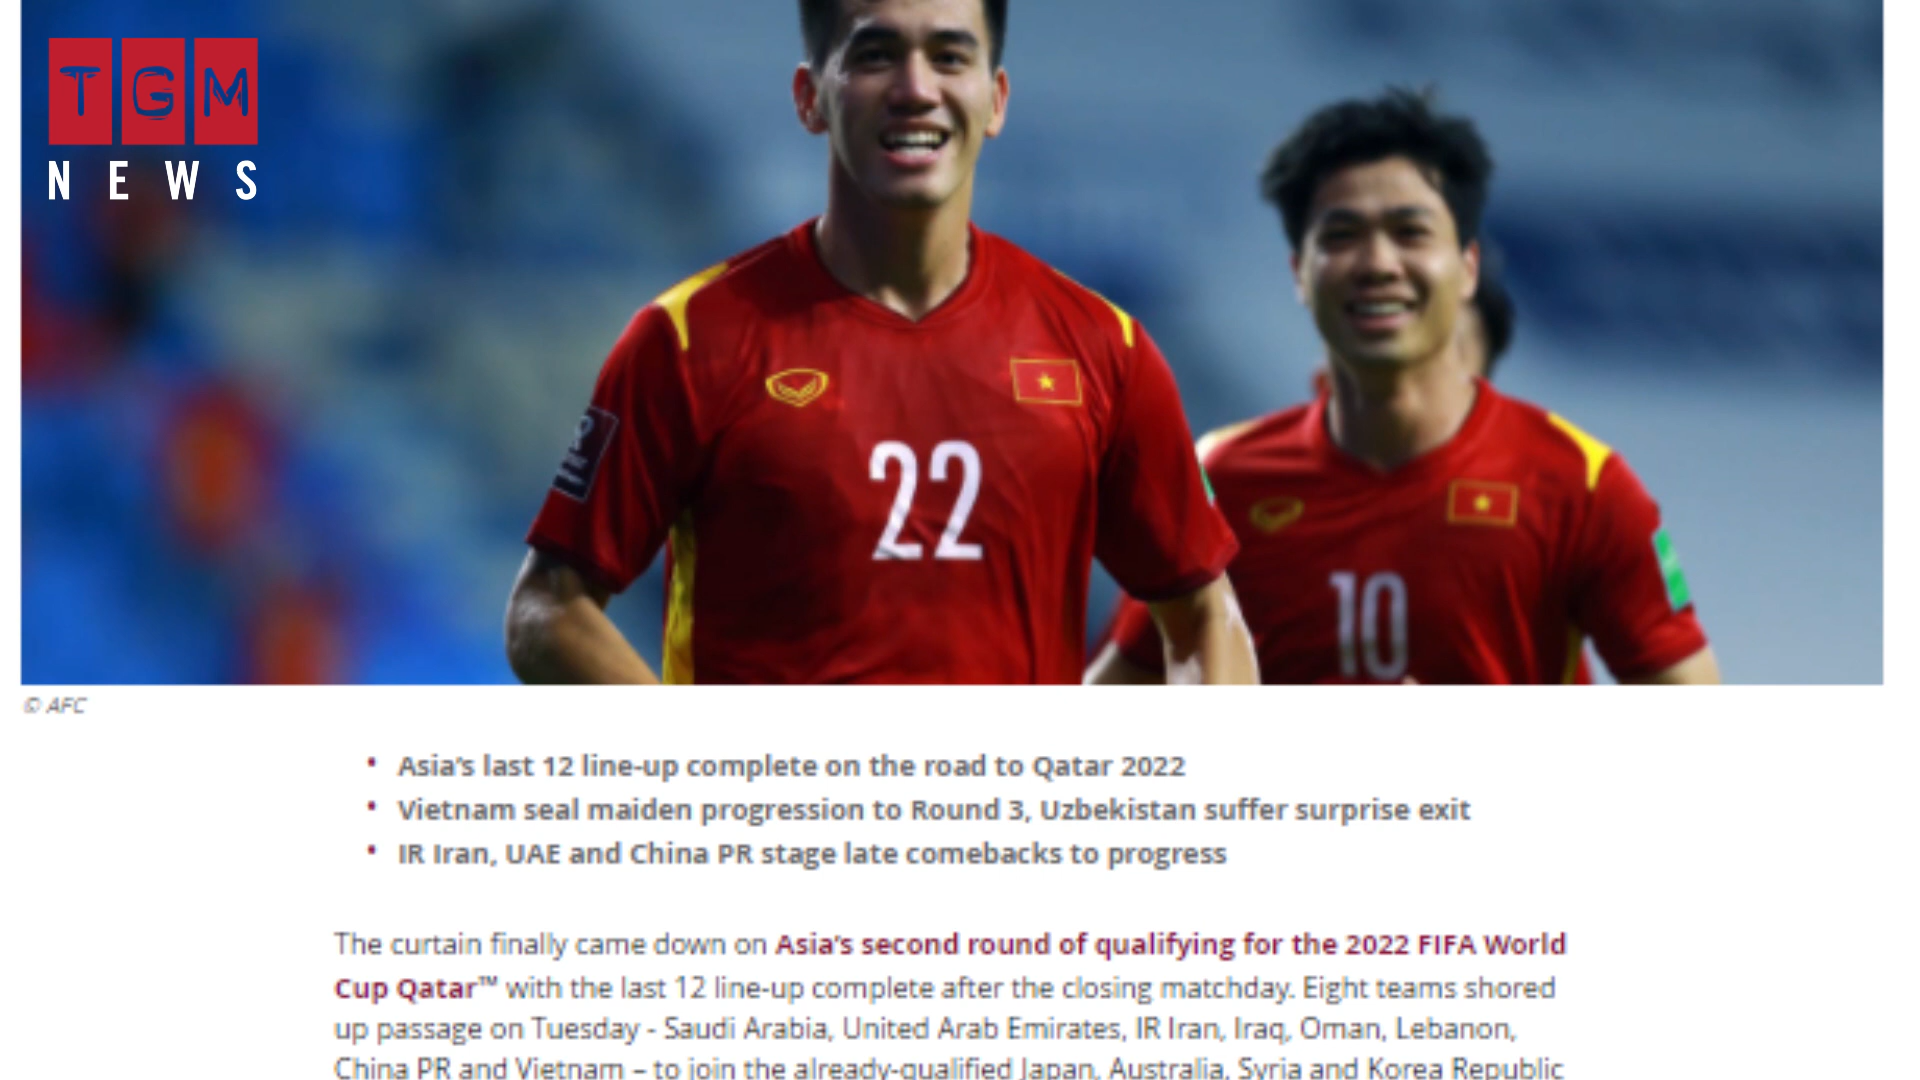 TGM
NEWS
22
10
© AFC
• Asia's last 12 line-up complete on the road to Qatar 2022
• Vietnam seal maiden progression to Round 3, Uzbekistan suffer surprise exit
• IR Iran, UAE and China PR stage late comebacks to progress
The curtain finally came down on Asia's second round of qualifying for the 2022 FIFA World
Cup Qatar™ with the last 12 line-up complete after the closing matchday. Eight teams shored
up passage on Tuesday - Saudi Arabia, United Arab Emirates, IR Iran, Iraq, Oman, Lebanon,
China PR and Vietnam – to join the already-qualified Japan, Australia, Syria and Korea Republic